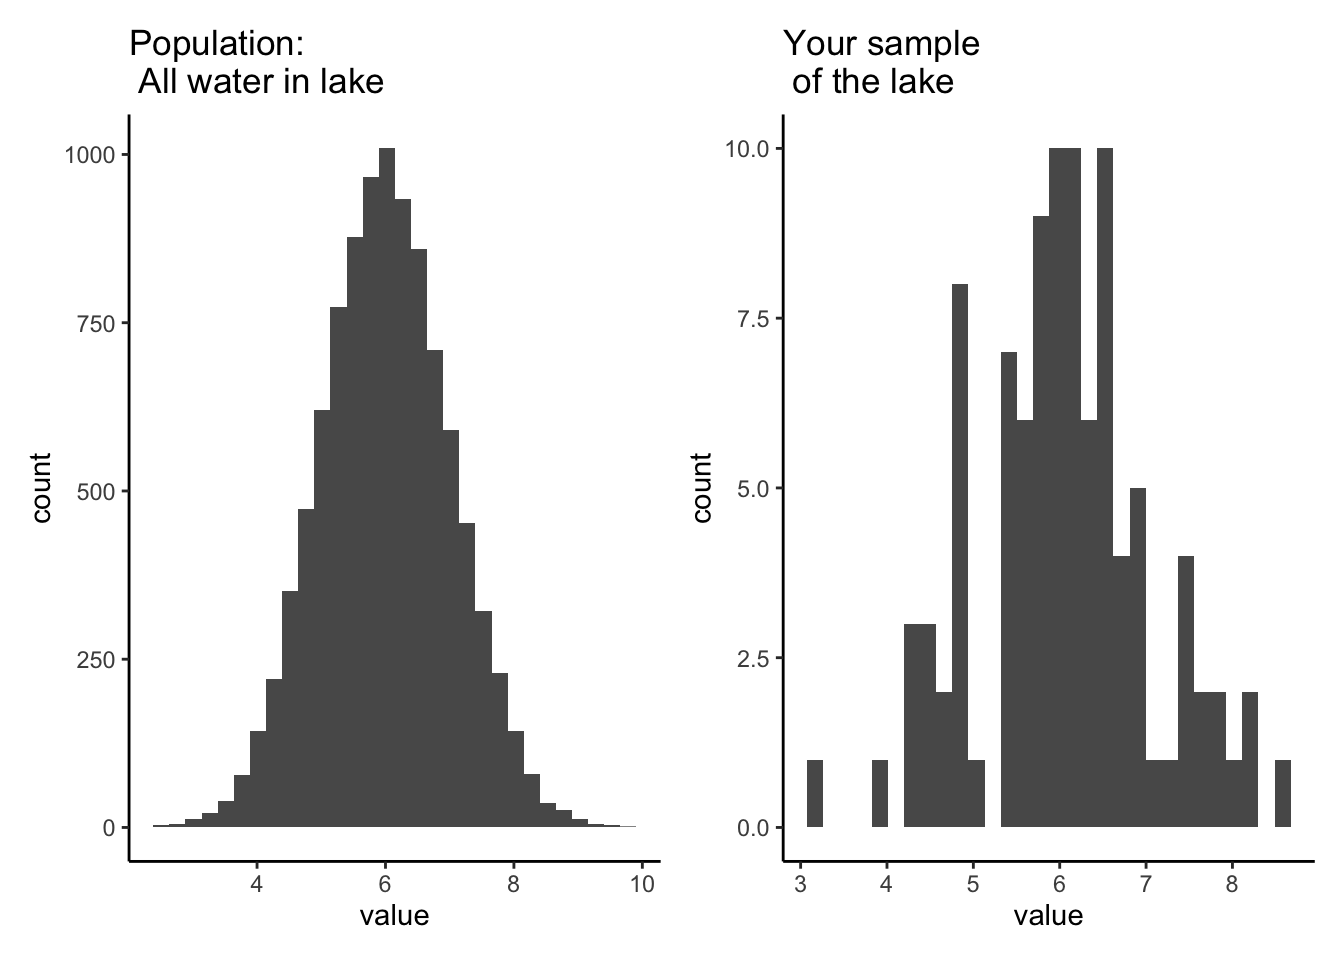 Population:
All water in lake
1000
750
500
250
0
count
4 6 8 10
value
Your sample
of the lake
10.0
7.5
5.0
2.5
0.0
count
3 4 5 6 7 8
value